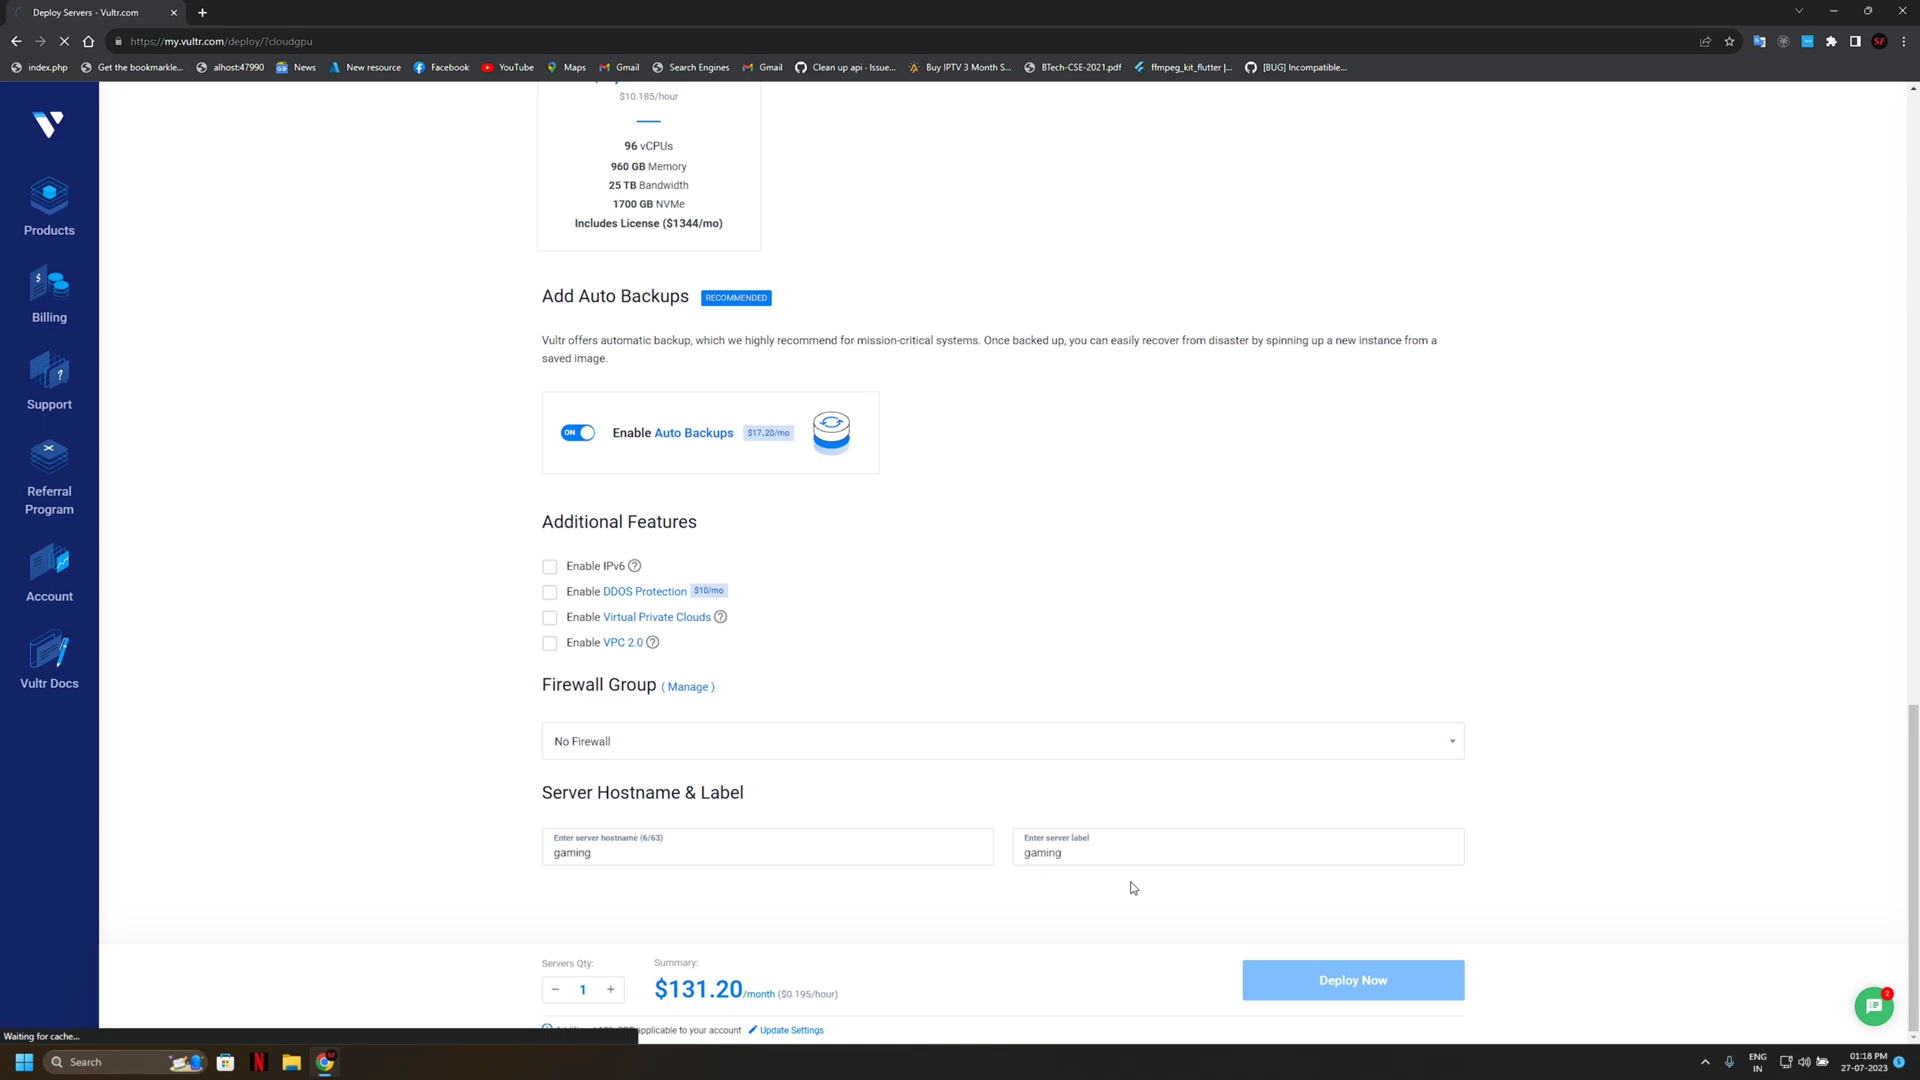 Deploy Servers - Vultr.com
https://my.vultr.com/deploy/?cloudgpu
index.php
Get the bookmarkle...
alhost:47990
News
New resource
Facebook
YouTube
Maps
Gmail
Search Engines
Gmail
Clean up api · Issue...
Buy IPTV 3 Month S...
BTech-CSE-2021.pdf
ffmpeg_kit_flutter |...
[BUG] Incompatible...
SF
$10.185/hour
96 vCPUs
960 GB Memory
25 TB Bandwidth
1700 GB NVMe
Includes License ($1344/mo)
Products
Billing
Support
Referral
Program
Account
Vultr Docs
Add Auto Backups RECOMMENDED
Vultr offers automatic backup, which we highly recommend for mission-critical systems. Once backed up, you can easily recover from disaster by spinning up a new instance from a
saved image.
ON Enable Auto Backups $17.20/mo
Additional Features
Enable IPv6
Enable DDOS Protection $10/mo
Enable Virtual Private Clouds
Enable VPC 2.0
Firewall Group ( Manage )
No Firewall
Server Hostname & Label
Enter server hostname (6/63)
gaming
Enter server label
gaming
Servers Qty:
− 1 +
Summary:
$131.20/month ($0.195/hour)
Deploy Now
2
applicable to your account Update Settings
Waiting for cache...
Search
ENG
IN
01:18 PM
27-07-2023
5